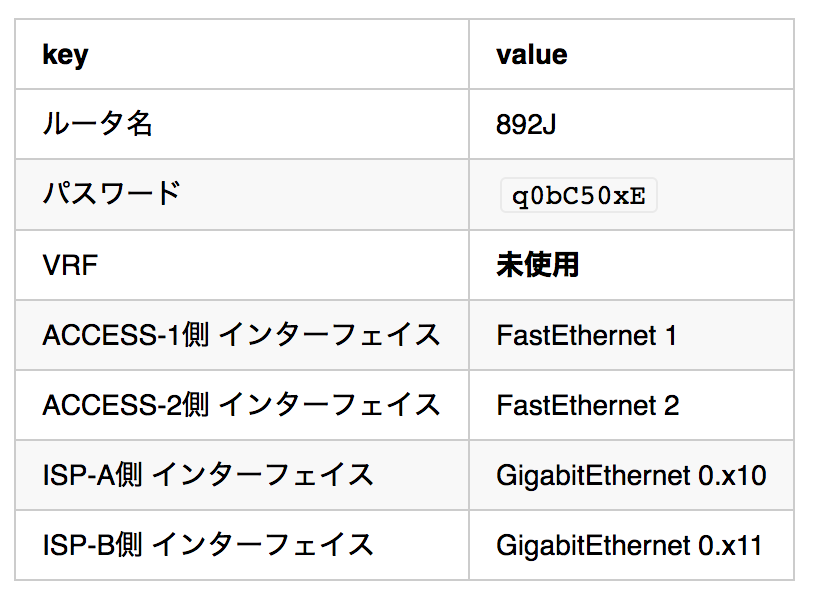 key value
ルータ名 892J
パスワード q0bC50xE
VRF 未使用
ACCESS-1側 インターフェイス FastEthernet 1
ACCESS-2側 インターフェイス FastEthernet 2
ISP-A側 インターフェイス GigabitEthernet 0.x10
ISP-B側 インターフェイス GigabitEthernet 0.x11